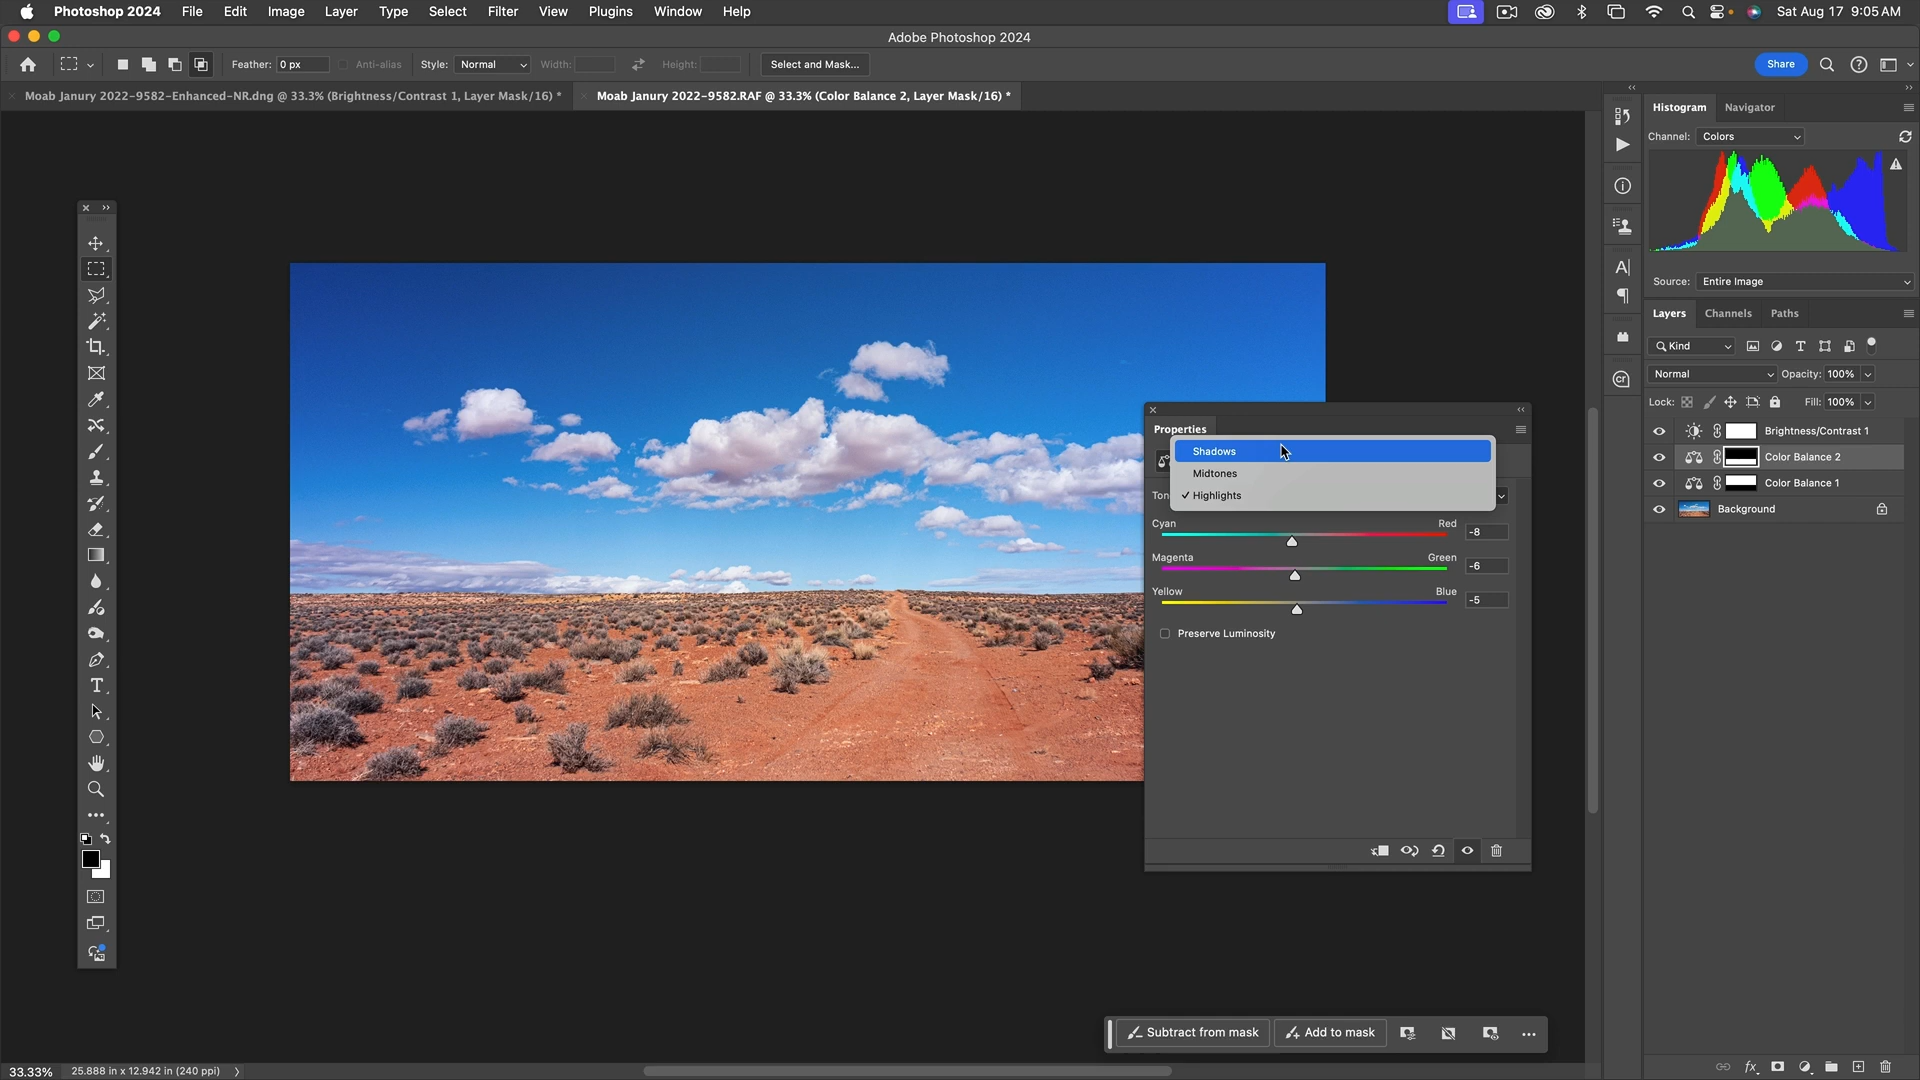 Photoshop 2024 File Edit Image Layer Type Select Filter View Plugins Window Help Sat Aug 17 9:05 AM
Adobe Photoshop 2024
Feather: 0 px Anti-alias Style: Normal Width: Height: Select and Mask... Share
Moab Janury 2022-9582-Enhanced-NR.dng @ 33.3% (Brightness/Contrast 1, Layer Mask/16) *
Moab Janury 2022-9582.RAF @ 33.3% (Color Balance 2, Layer Mask/16) *
Histogram Navigator
Channel: Colors
Source: Entire Image
Layers Channels Paths
Kind
Normal Opacity: 100%
Lock: Fill: 100%
Brightness/Contrast 1
Color Balance 2
Color Balance 1
Background
Properties
Shadows
Midtones
✓ Highlights
Ton
Cyan Red -8
Magenta Green -6
Yellow Blue -5
Preserve Luminosity
Subtract from mask Add to mask
33.33% 25.888 in x 12.942 in (240 ppi)